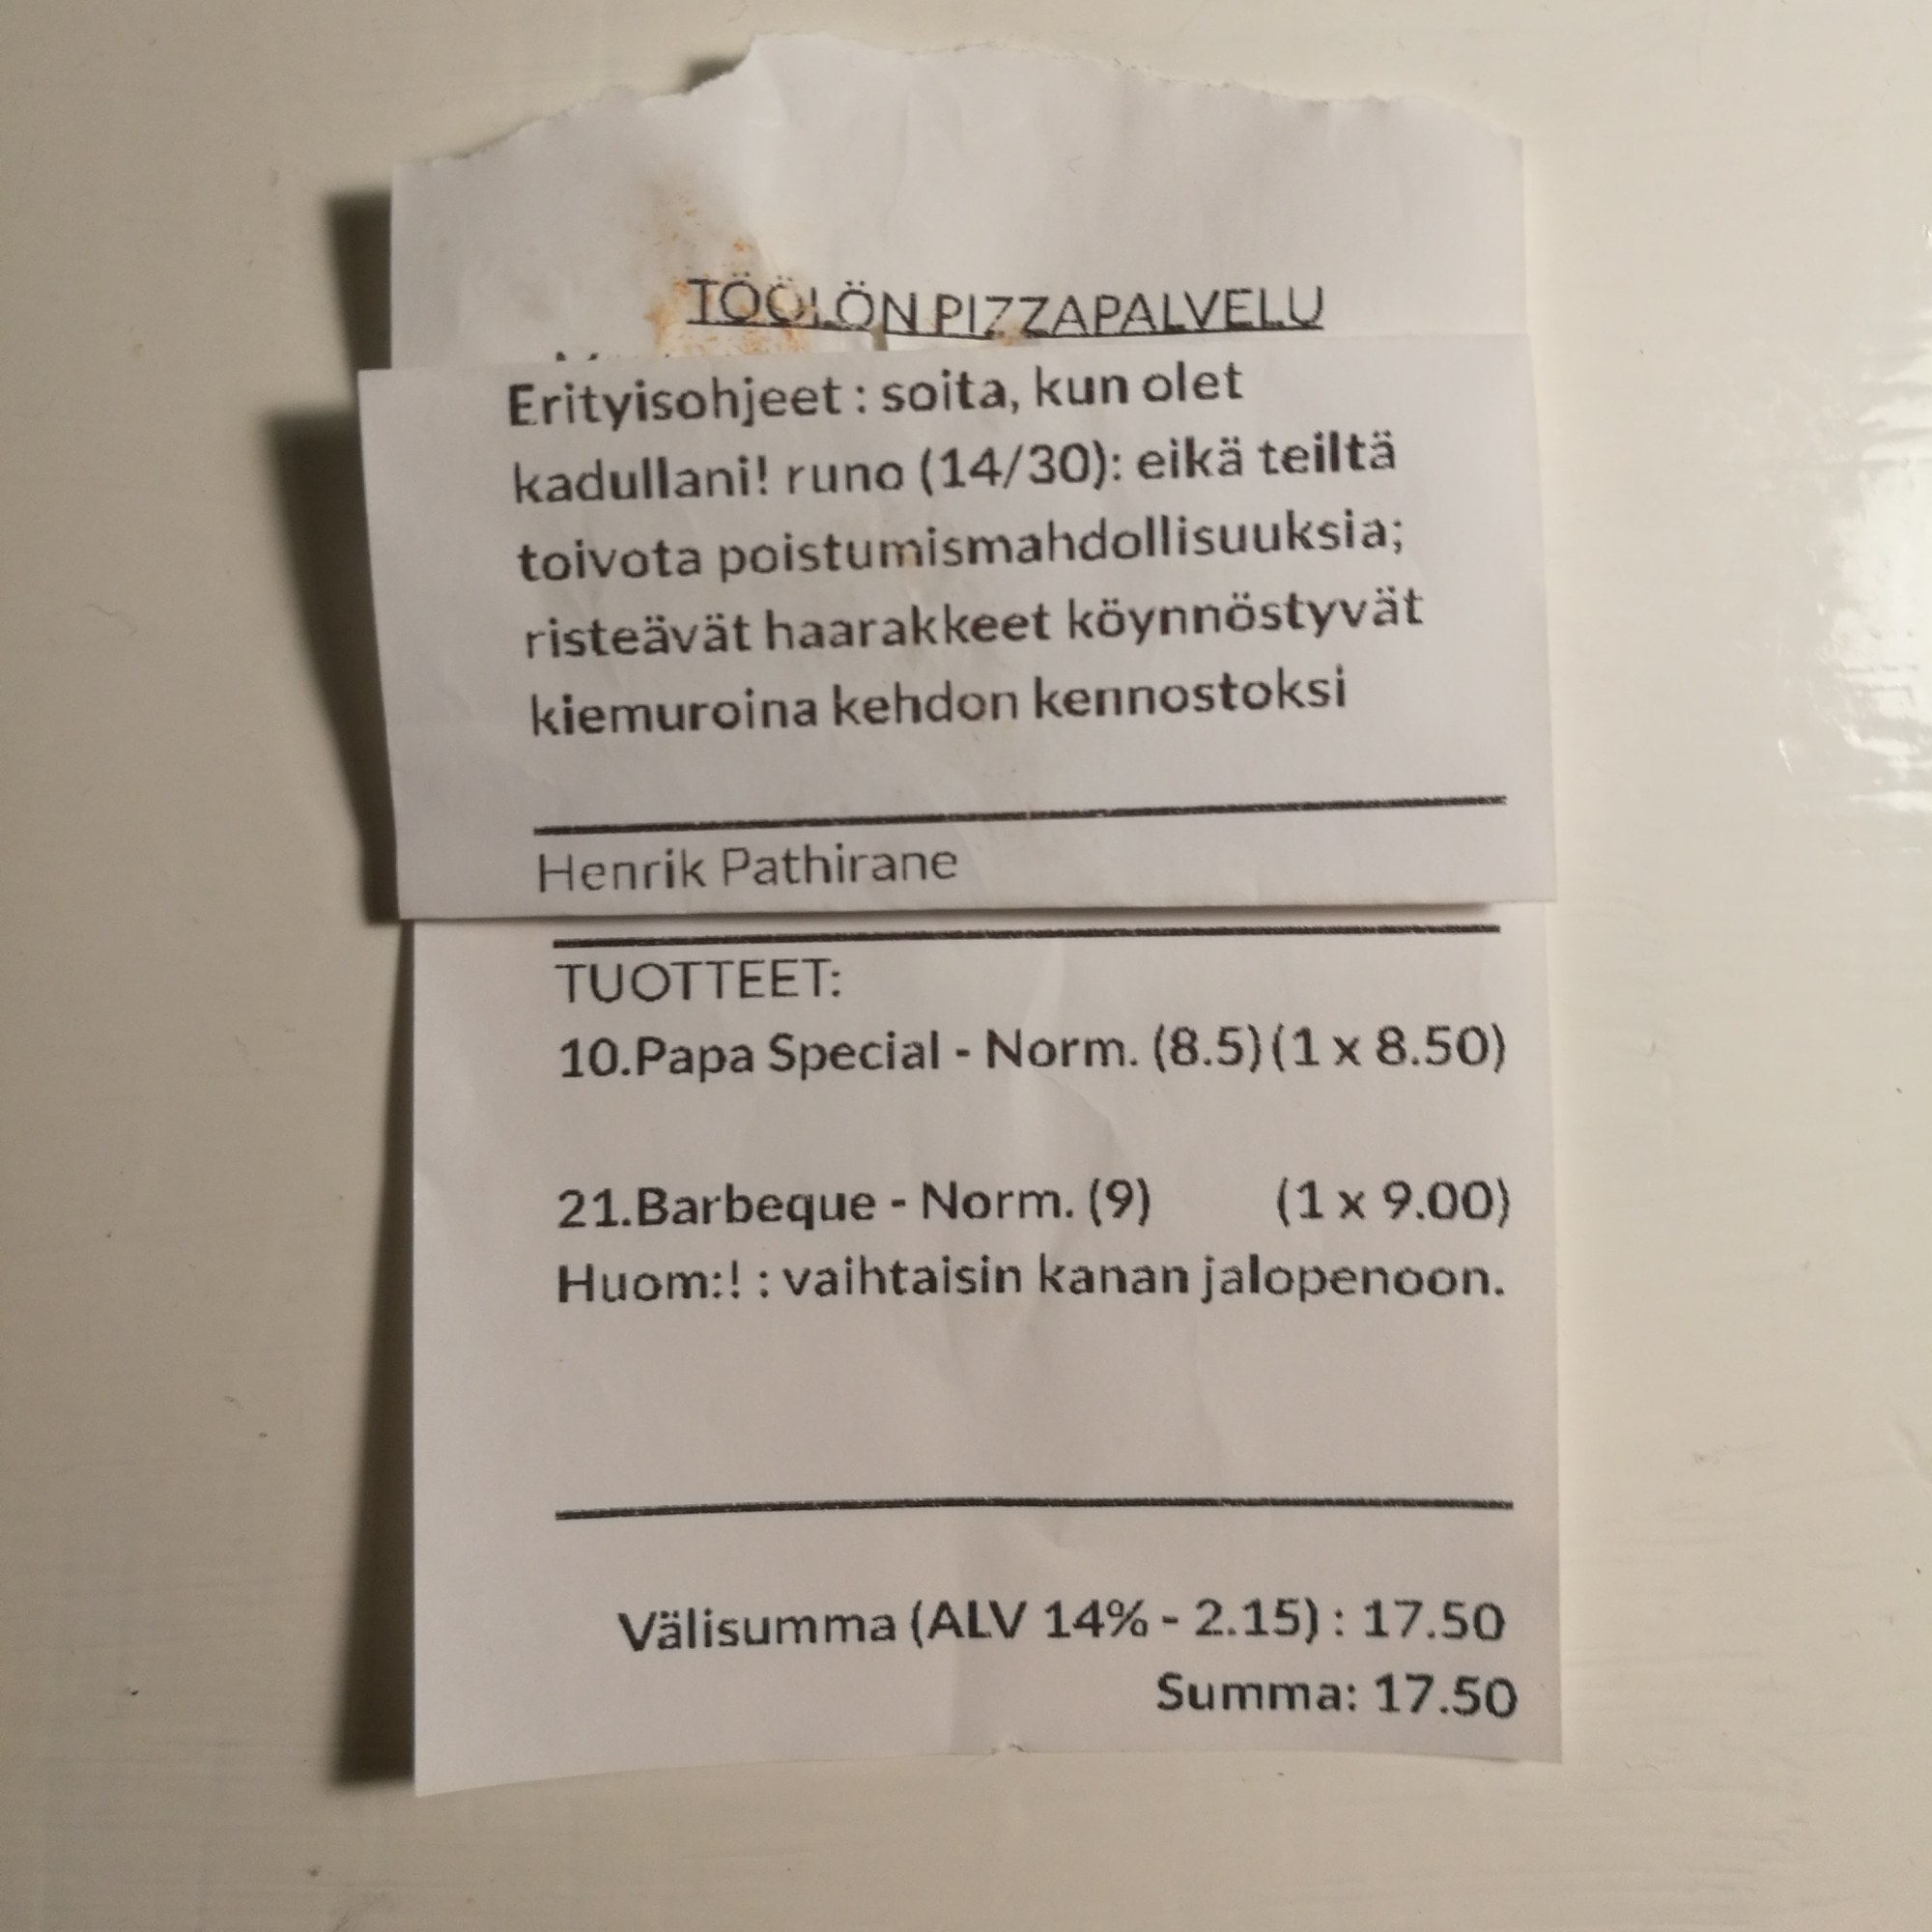 TÖÖLÖN PIZZAPALVELU
Erityisohjeet : soita, kun olet
kadullani! runo (14/30): eikä teiltä
toivota poistumismahdollisuuksia;
risteävät haarakkeet köynnöstyvät
kiemuroina kehdon kennostoksi
Henrik Pathirane
TUOTTEET:
10.Papa Special - Norm. (8.5) (1 x 8.50)
21.Barbeque - Norm. (9) (1 x 9.00)
Huom:! : vaihtaisin kanan jalopenoon.
Välisumma (ALV 14% - 2.15) : 17.50
Summa: 17.50